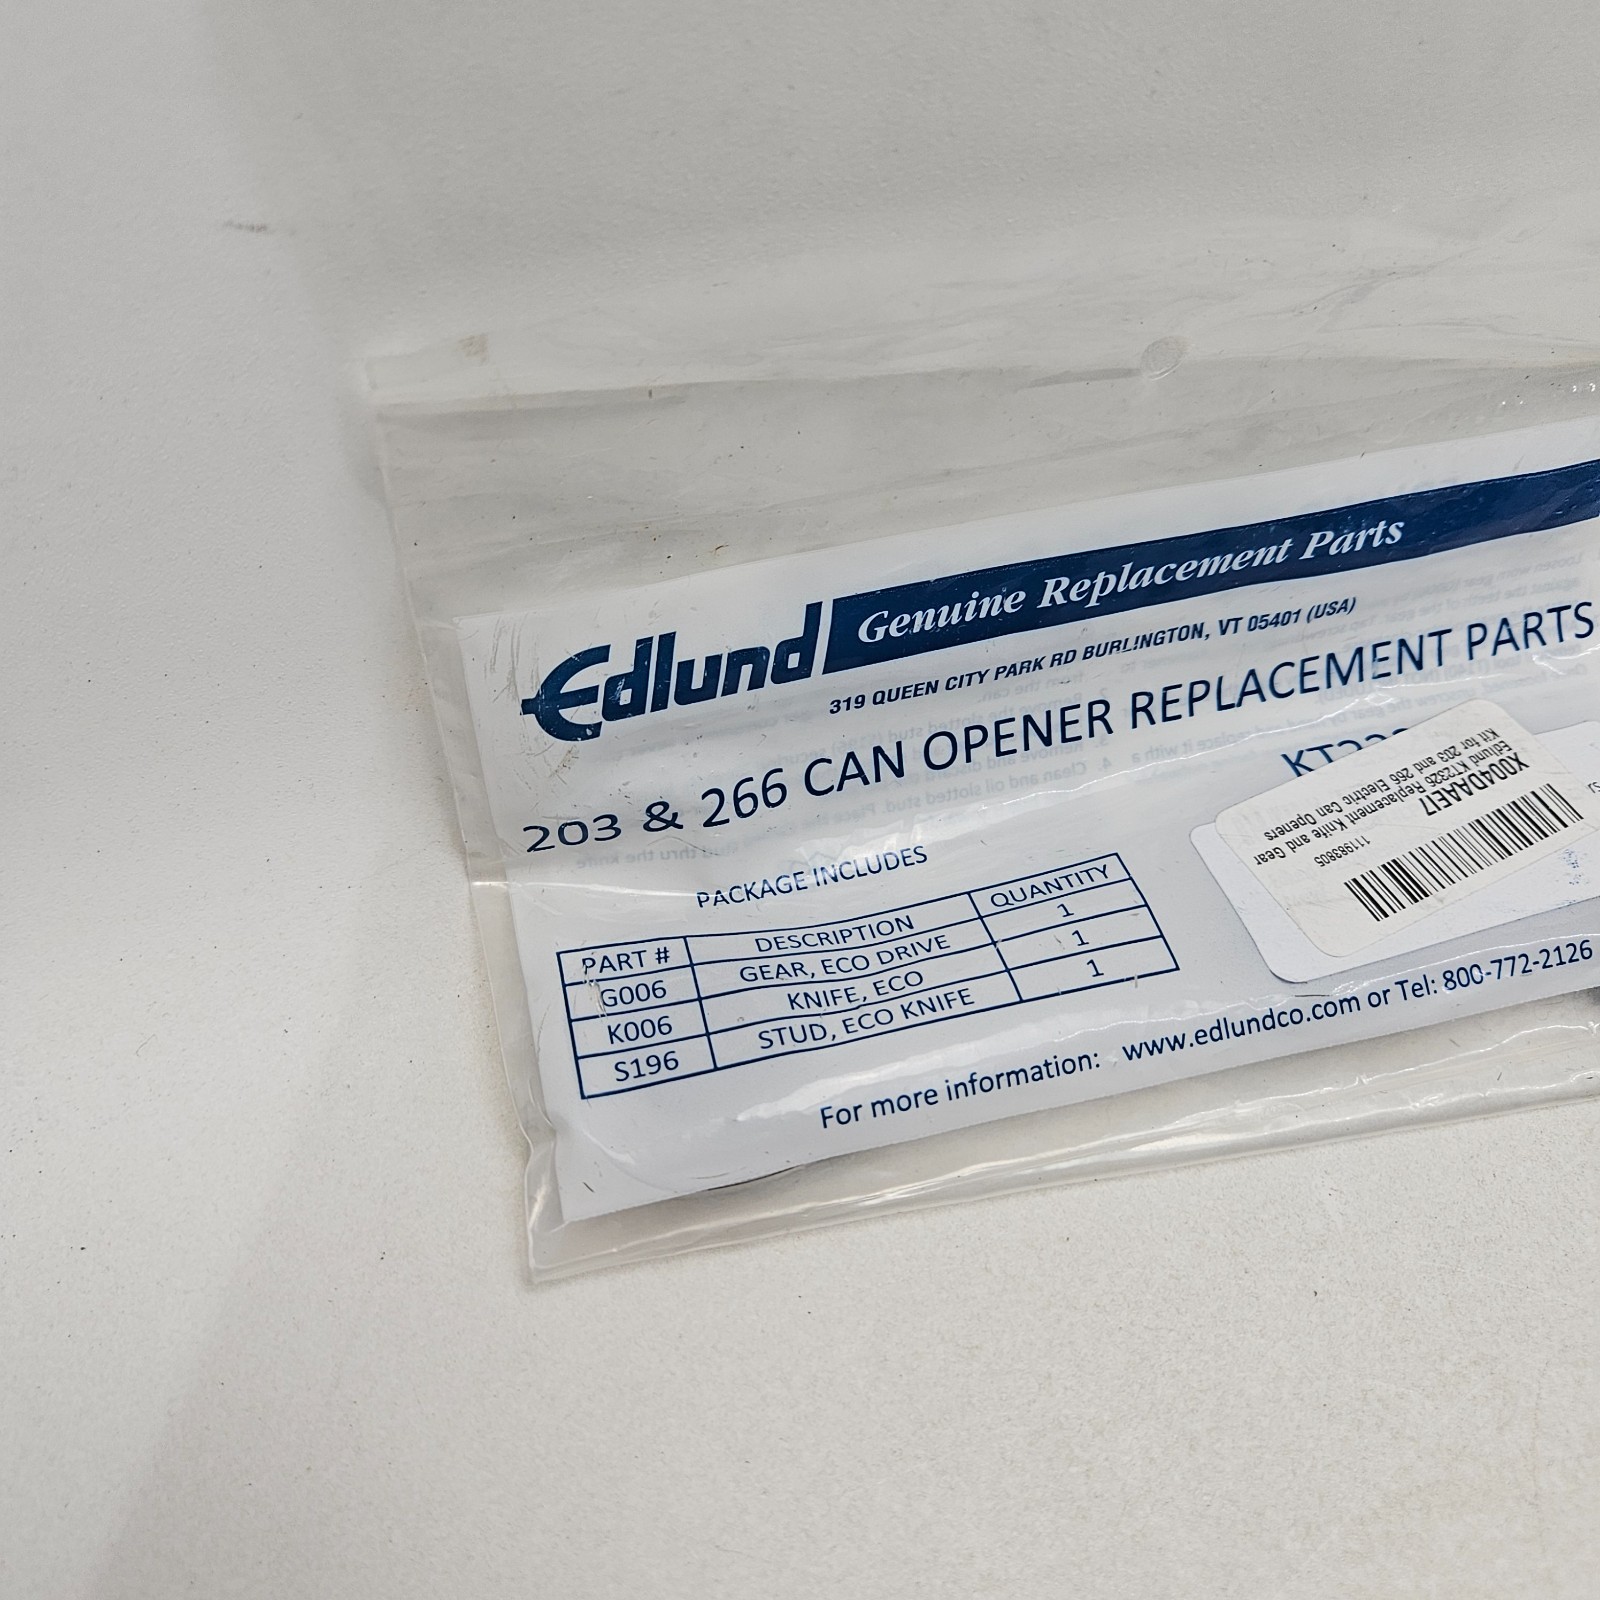 Edlund
Genuine Replacement Parts
319 QUEEN CITY PARK RD BURLINGTON, VT 05401 (USA)
203 & 266 CAN OPENER REPLACEMENT PARTS
PACKAGE INCLUDES
PART # DESCRIPTION QUANTITY
G006 GEAR, ECO DRIVE 1
K006 KNIFE, ECO 1
S196 STUD, ECO KNIFE 1
For more information: www.edlundco.com or Tel: 800-772-2126
X004DAAEI7
Edlund KT2326 Replacement Knife and Gear
Kit for 203 and 266 Electric Can Openers
11983805